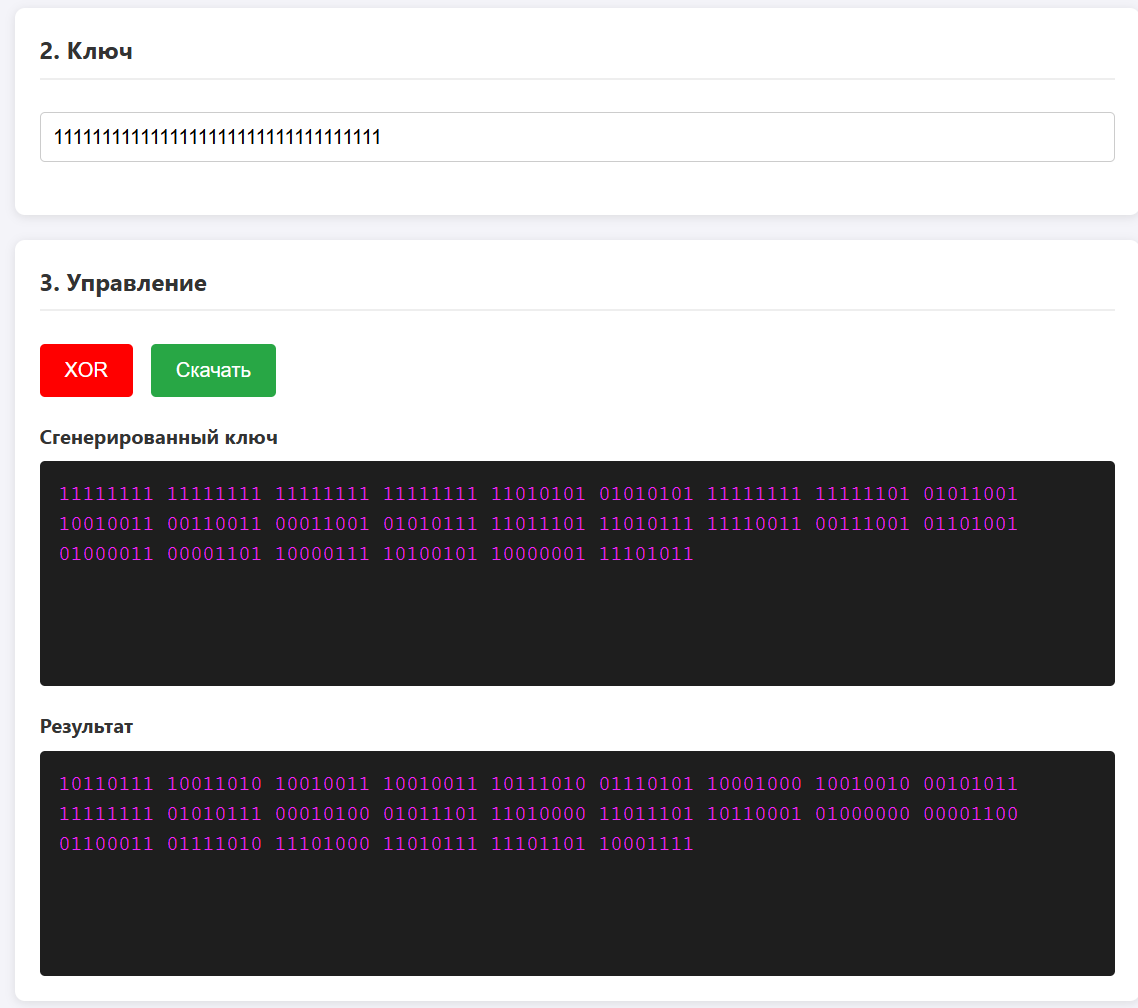 2. Ключ
1111111111111111111111111111111111
3. Управление
XOR Скачать
Сгенерированный ключ
11111111 11111111 11111111 11111111 11010101 01010101 11111111 11111101 01011001
10010011 00110011 00011001 01010111 11011101 11010111 11110011 00111001 01101001
01000011 00001101 10000111 10100101 10000001 11101011
Результат
10110111 10011010 10010011 10010011 10111010 01110101 10001000 10010010 00101011
11111111 01010111 00010100 01011101 11010000 11011101 10110001 01000000 00001100
01100011 01111010 11101000 11010111 11101101 10001111